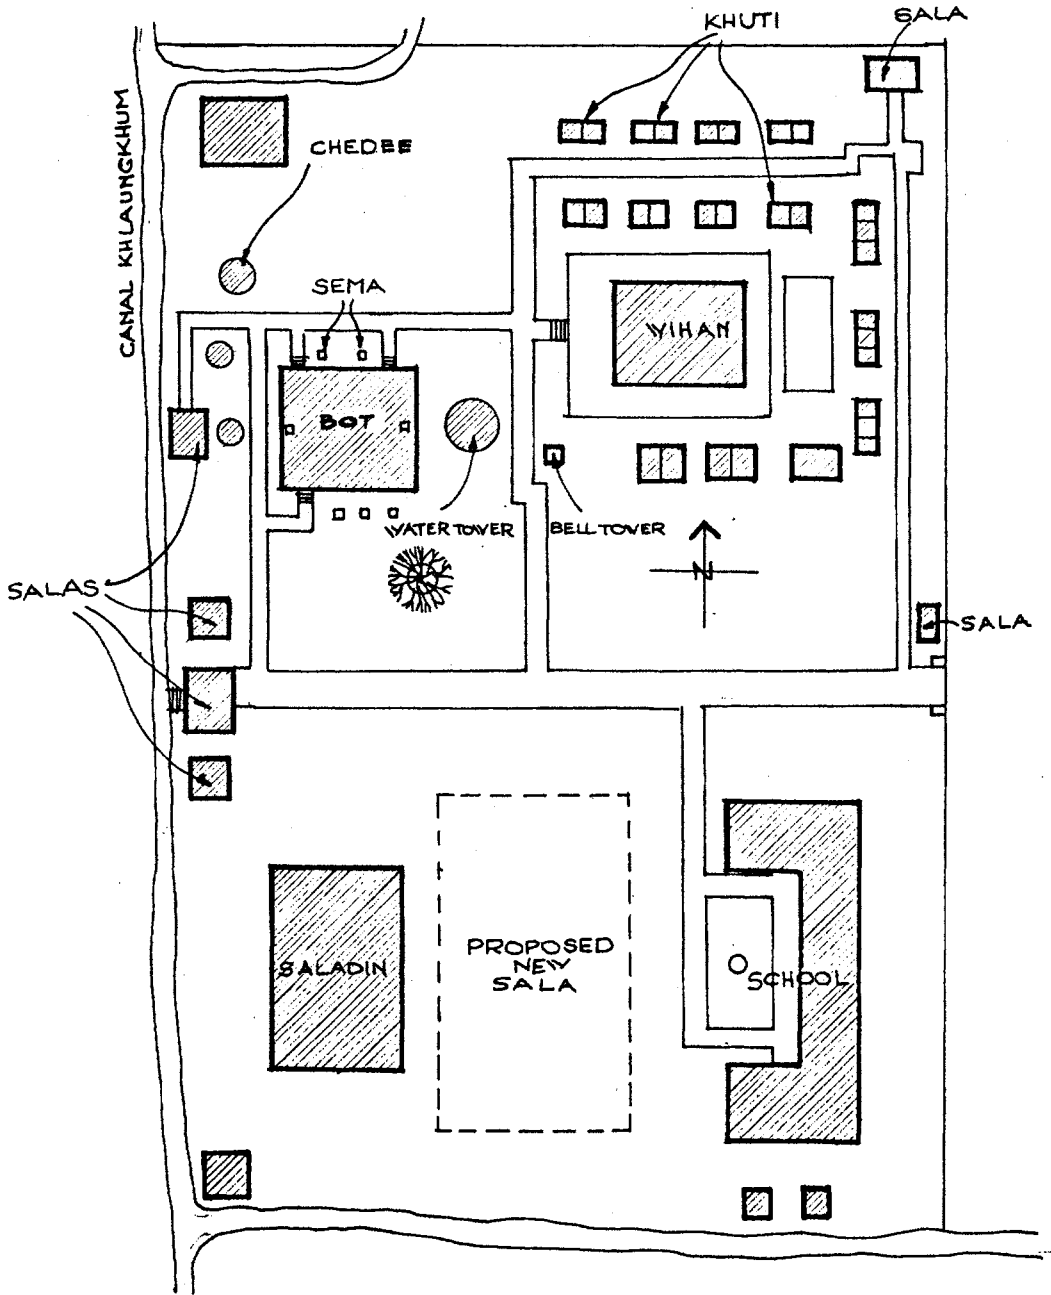 SALA
KHUTI
CANAL KHLAUNGKHUM
CHEDEE
SEMA
WIHAN
BOT
WATER TOWER
BELL TOWER
N
SALAS
SALA
PROPOSED
NEW
SALA
SALADIN
SCHOOL